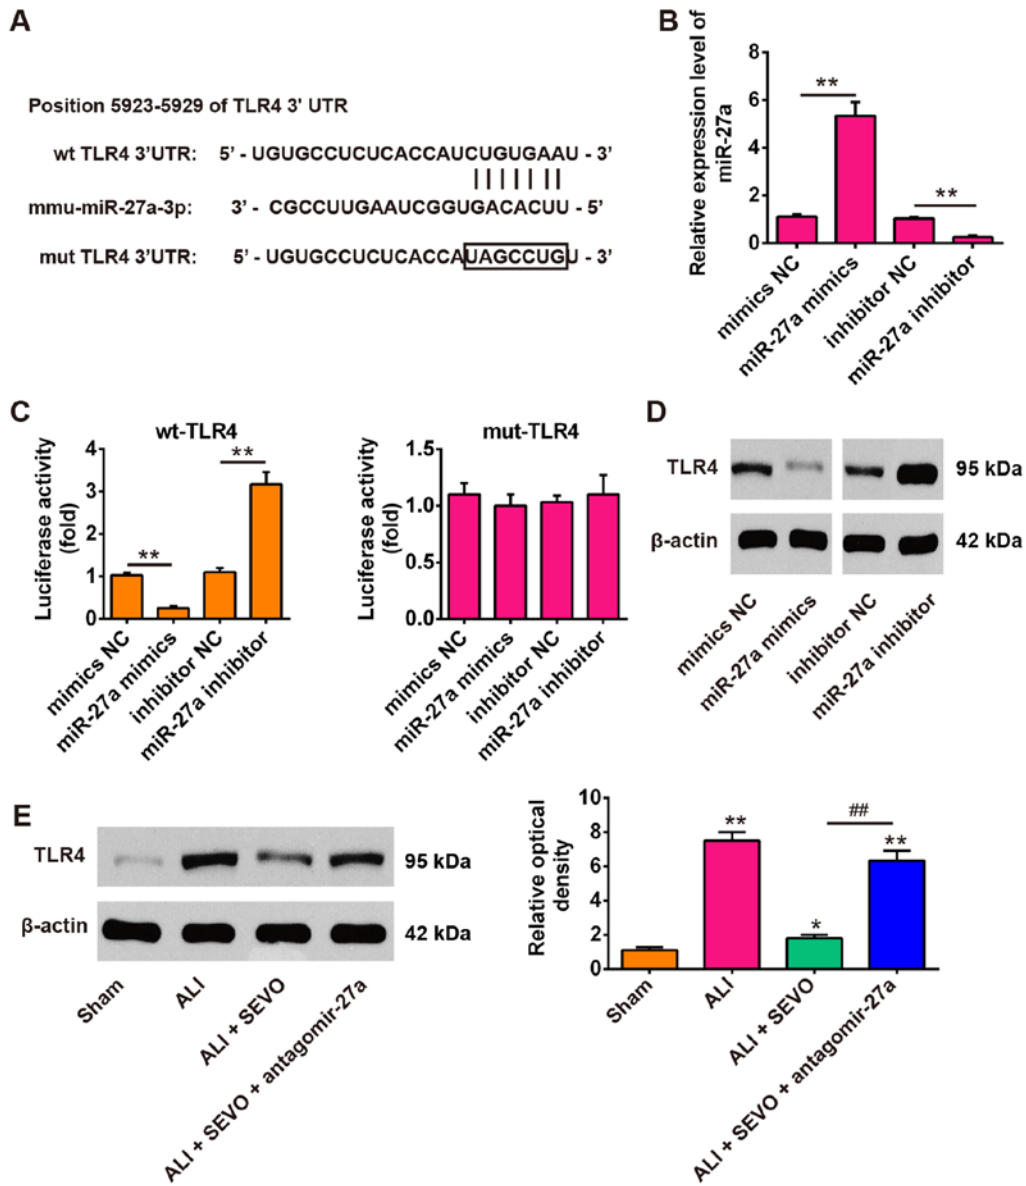 A
Position 5923-5929 of TLR4 3' UTR
wt TLR4 3'UTR: 5' - UGUGCCUCUCACCAUCUGUGAAU - 3'
mmu-miR-27a-3p: 3' - CGCCUUGAAUCGGUGACACUU - 5'
mut TLR4 3'UTR: 5' - UGUGCCUCUCACCAUAGCCUGU - 3'
B
Relative expression level of
miR-27a
8
6
4
2
0
**
**
mimics NC
miR-27a mimics
inhibitor NC
miR-27a inhibitor
C
wt-TLR4
Luciferase activity
(fold)
4
3
2
1
0
**
**
mimics NC
miR-27a mimics
inhibitor NC
miR-27a inhibitor
mut-TLR4
Luciferase activity
(fold)
1.5
1.0
0.5
0.0
mimics NC
miR-27a mimics
inhibitor NC
miR-27a inhibitor
D
TLR4
95 kDa
β-actin
42 kDa
mimics NC
miR-27a mimics
inhibitor NC
miR-27a inhibitor
E
TLR4
95 kDa
β-actin
42 kDa
Sham
ALI
ALI + SEVO
ALI + SEVO + antagomir-27a
Relative optical
density
10
8
6
4
2
0
**
*
##
**
Sham
ALI
ALI + SEVO
ALI + SEVO + antagomir-27a